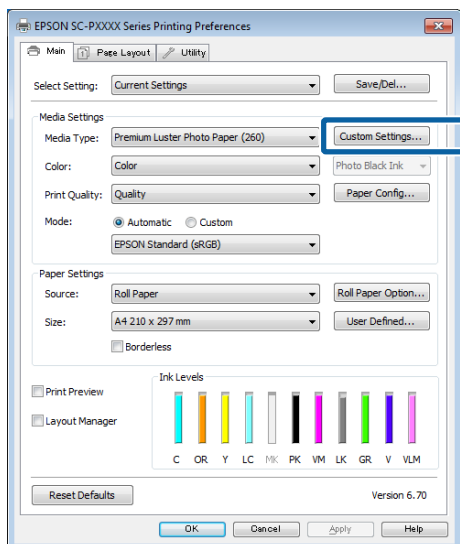 EPSON SC-PXXXX Series Printing Preferences
Main Page Layout Utility
Select Setting: Current Settings Save/Del...
Media Settings
Media Type: Premium Luster Photo Paper (260) Custom Settings...
Color: Color Photo Black Ink
Print Quality: Quality Paper Config...
Mode: Automatic Custom
EPSON Standard (sRGB)
Paper Settings
Source: Roll Paper Roll Paper Option...
Size: A4 210 x 297 mm User Defined...
Borderless
Ink Levels
Print Preview
Layout Manager
C OR Y LC MK PK VM LK GR V VLM
Reset Defaults Version 6.70
OK Cancel Apply Help